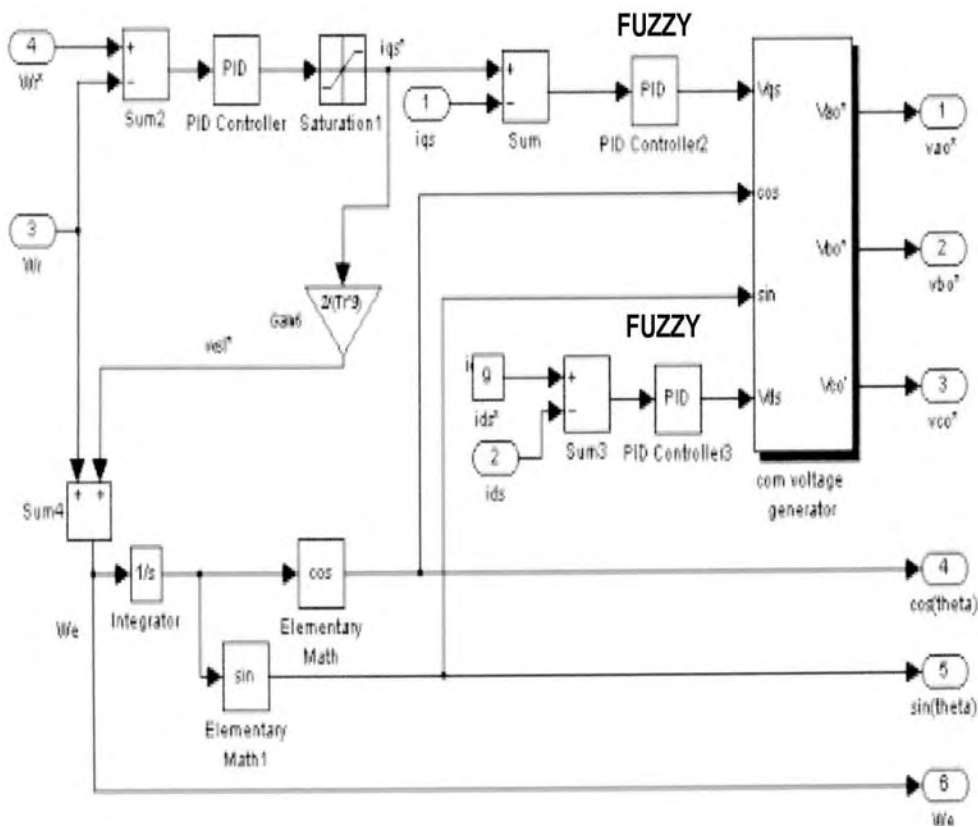 FUZZY
iqs*
4
Wr*
+
−
Sum2
PID
PID Controller
Saturation1
1
iqs
+
−
Sum
PID
PID Controller2
Vqs
cos
sin
Vds
Vao*
Vbo*
Vco*
com voltage
generator
1
vao*
2
vbo*
3
vco*
3
Wr
2/(Tr*9)
Gain6
wsl*
FUZZY
9
ids*
+
−
Sum3
PID
PID Controller3
2
ids
+ +
Sum4
1/s
Integrator
We
cos
Elementary
Math
sin
Elementary
Math1
4
cos(theta)
5
sin(theta)
6
We